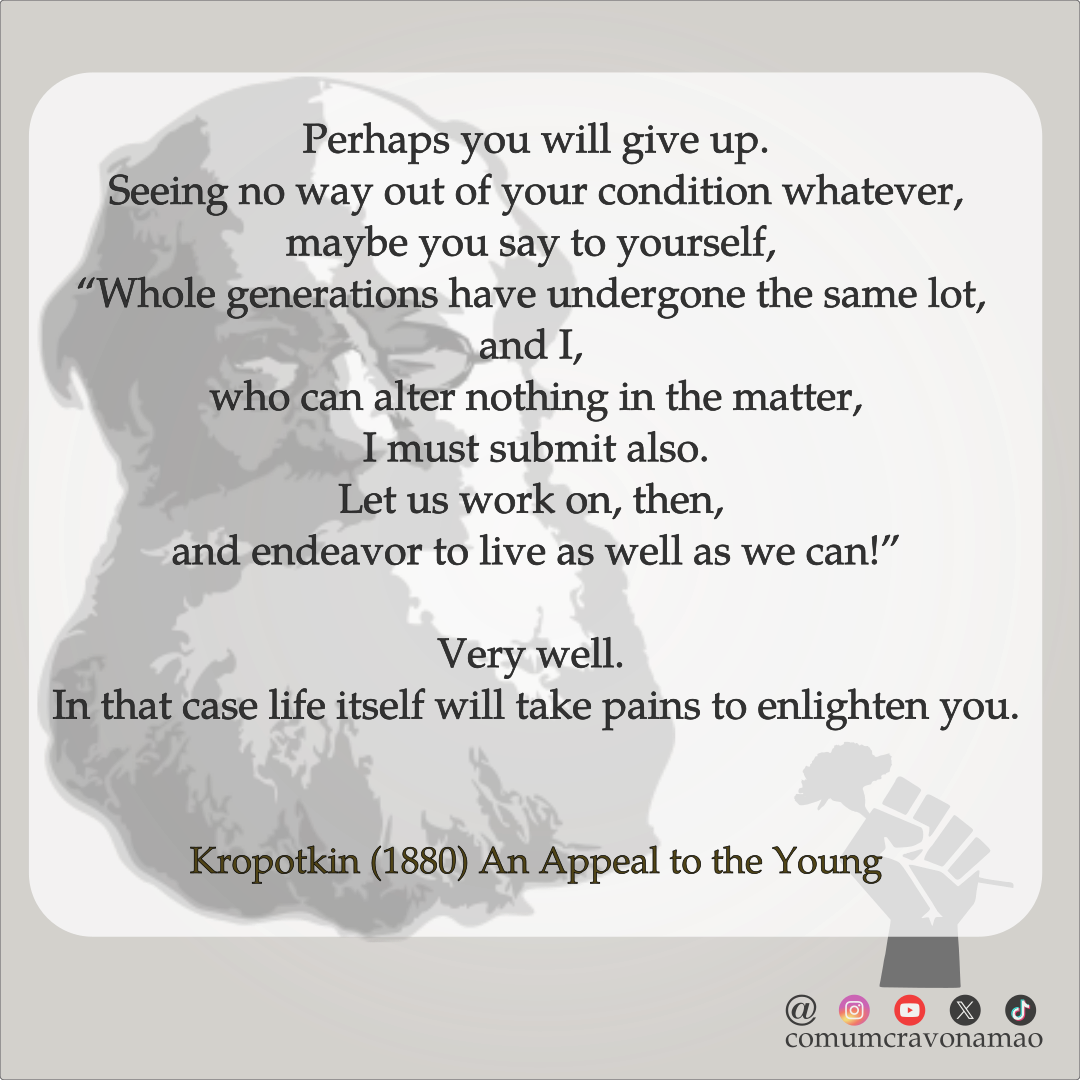 Perhaps you will give up.
Seeing no way out of your condition whatever,
maybe you say to yourself,
“Whole generations have undergone the same lot,
and I,
who can alter nothing in the matter,
I must submit also.
Let us work on, then,
and endeavor to live as well as we can!”
Very well.
In that case life itself will take pains to enlighten you.
Kropotkin (1880) An Appeal to the Young
@
comumcravonamao